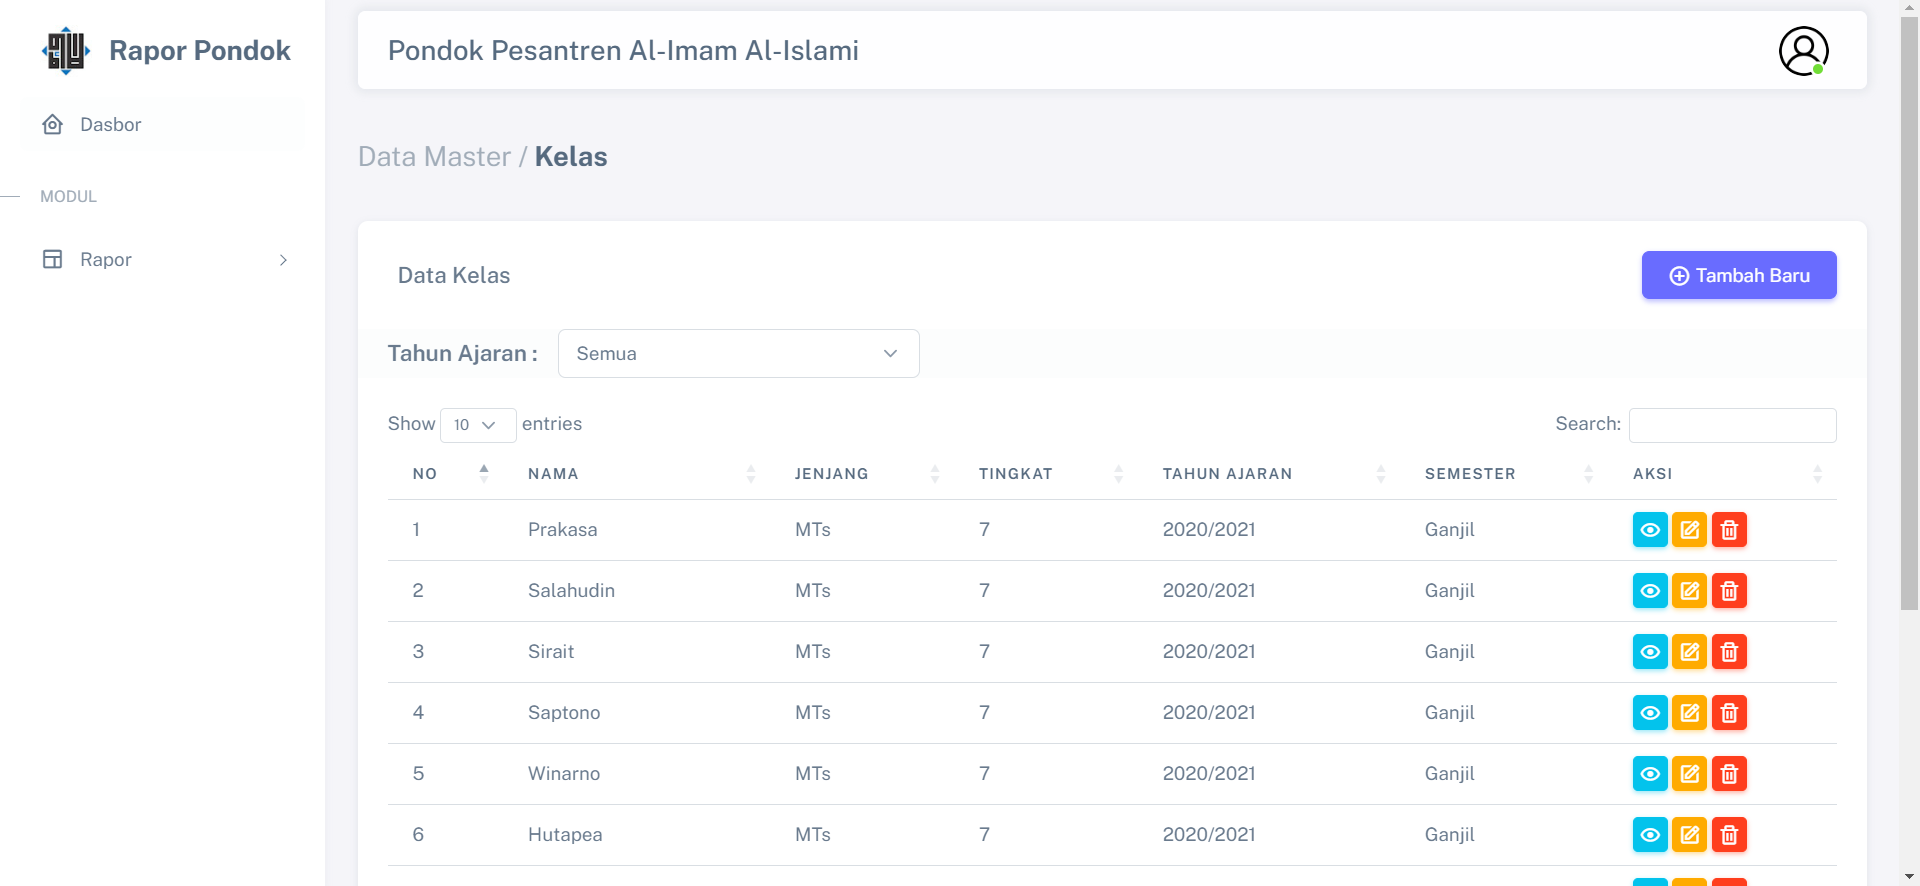 Rapor Pondok
Pondok Pesantren Al-Imam Al-Islami
Dasbor
MODUL
Rapor
Data Master / Kelas
Data Kelas
Tambah Baru
Tahun Ajaran :
Semua
Show 10 entries
Search:
NO NAMA JENJANG TINGKAT TAHUN AJARAN SEMESTER AKSI
1 Prakasa MTs 7 2020/2021 Ganjil
2 Salahudin MTs 7 2020/2021 Ganjil
3 Sirait MTs 7 2020/2021 Ganjil
4 Saptono MTs 7 2020/2021 Ganjil
5 Winarno MTs 7 2020/2021 Ganjil
6 Hutapea MTs 7 2020/2021 Ganjil